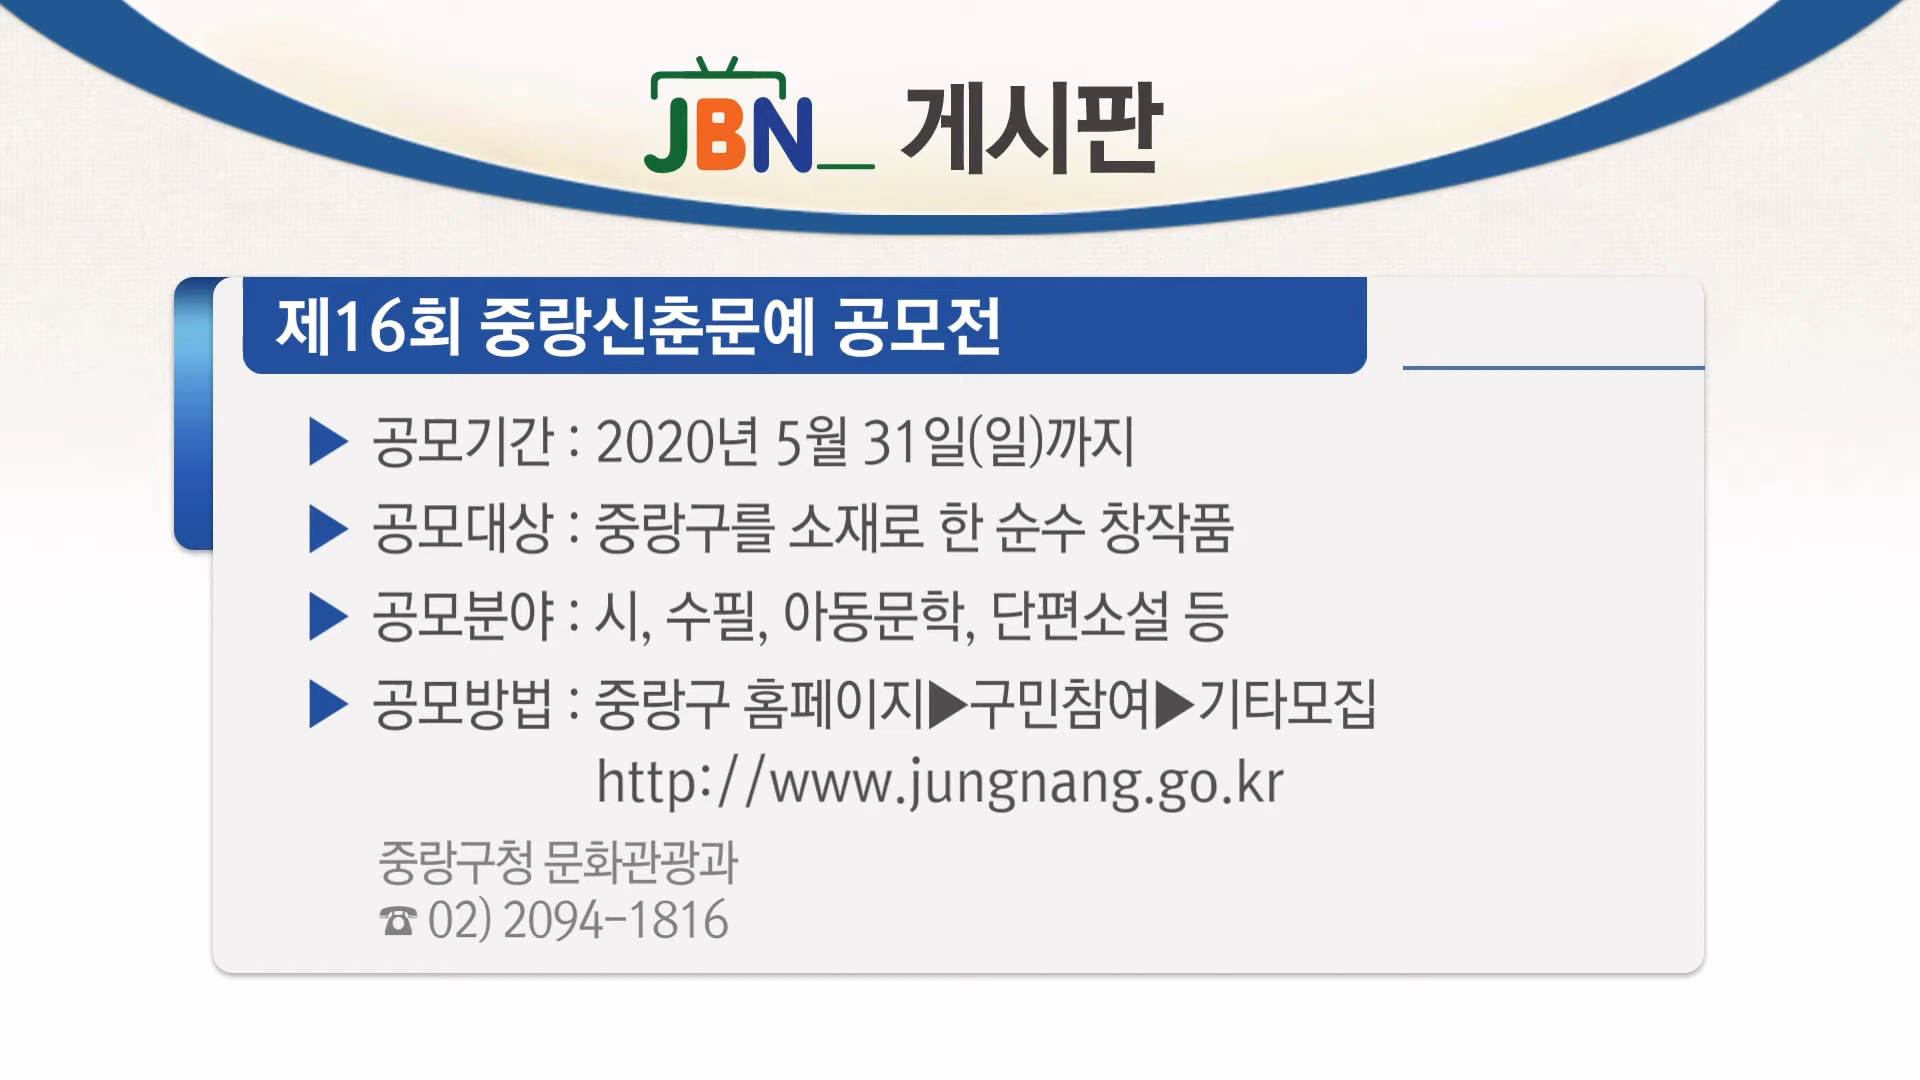 JBN_ 게시판
제16회 중랑신춘문예 공모전
▶ 공모기간 : 2020년 5월 31일(일)까지
▶ 공모대상 : 중랑구를 소재로 한 순수 창작품
▶ 공모분야 : 시, 수필, 아동문학, 단편소설 등
▶ 공모방법 : 중랑구 홈페이지▶구민참여▶기타모집
http://www.jungnang.go.kr
중랑구청 문화관광과
☎ 02) 2094-1816